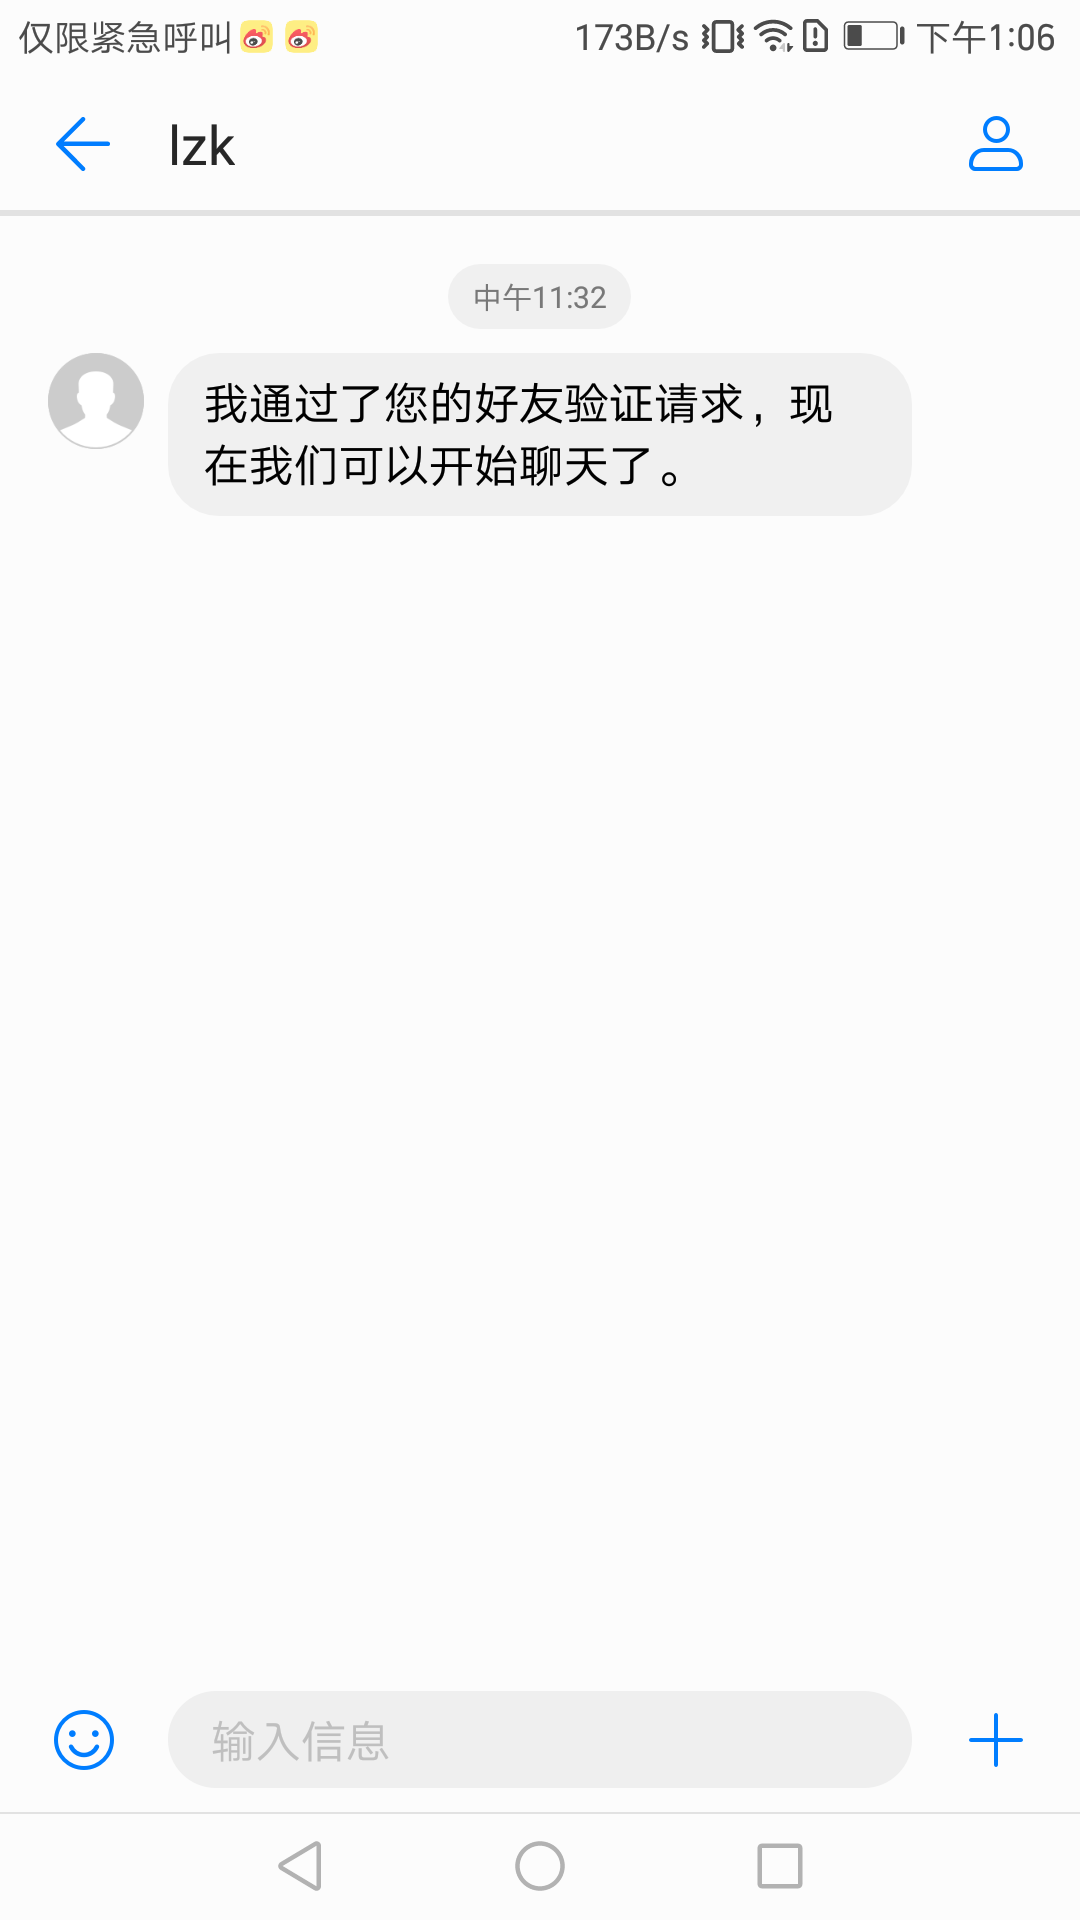 仅限紧急呼叫 173B/s 下午1:06
lzk
中午11:32
我通过了您的好友验证请求，现
在我们可以开始聊天了。
输入信息